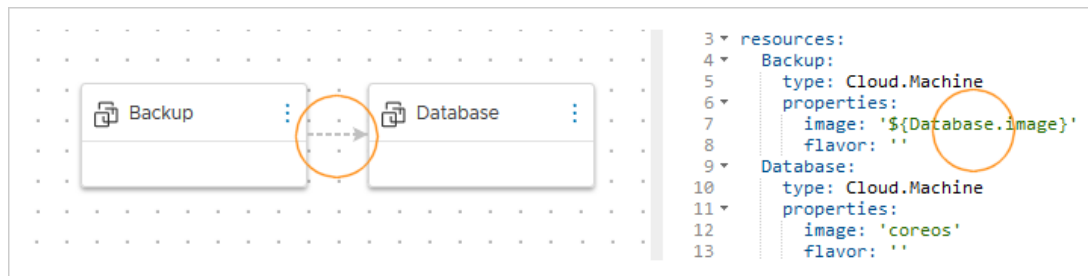 Backup
Database
3 resources:
4 Backup:
5 type: Cloud.Machine
6 properties:
7 image: '${Database.image}'
8 flavor: ''
9 Database:
10 type: Cloud.Machine
11 properties:
12 image: 'coreos'
13 flavor: ''